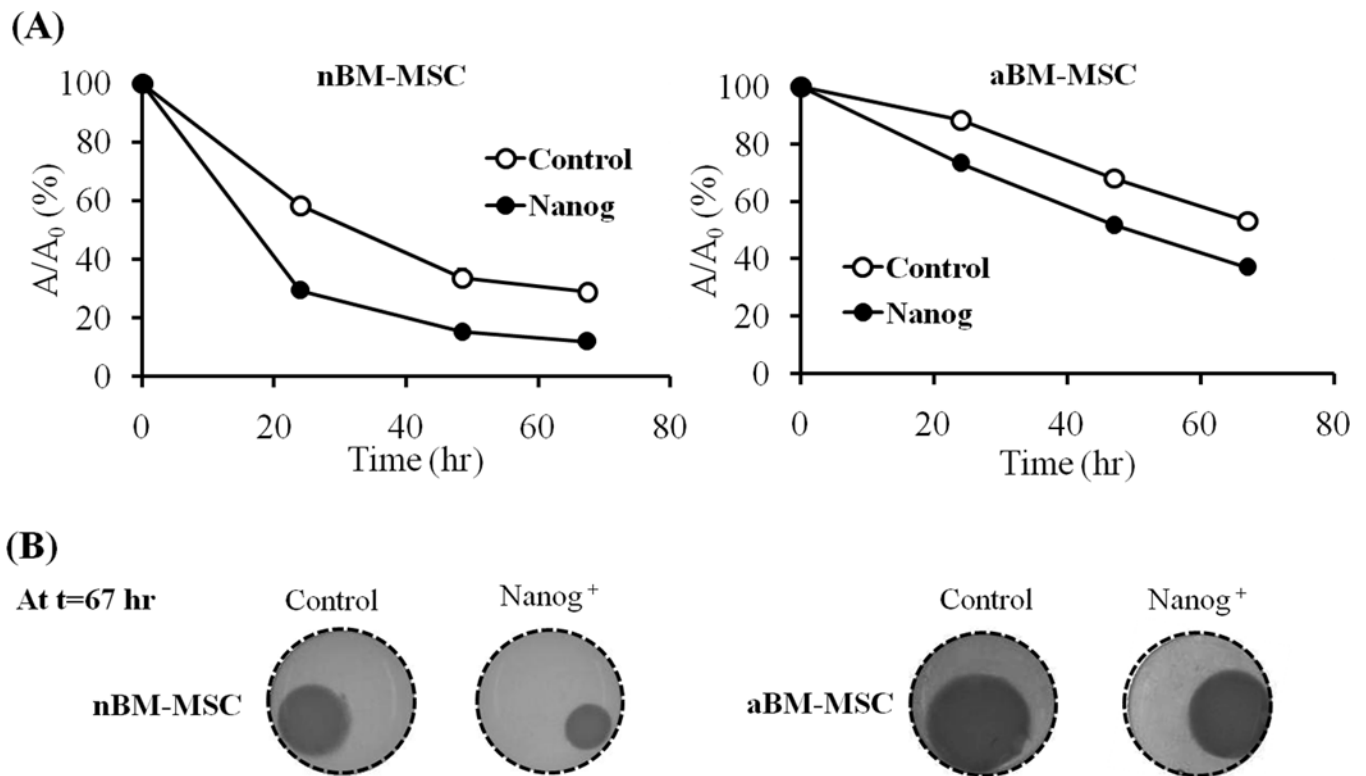 (A)
nBM-MSC
100
80
60
40
20
0
A/A₀ (%)
Control
Nanog
0 20 40 60 80
Time (hr)
aBM-MSC
100
80
60
40
20
0
A/A₀ (%)
Control
Nanog
0 20 40 60 80
Time (hr)
(B)
At t=67 hr
Control Nanog⁺ Control Nanog⁺
nBM-MSC aBM-MSC